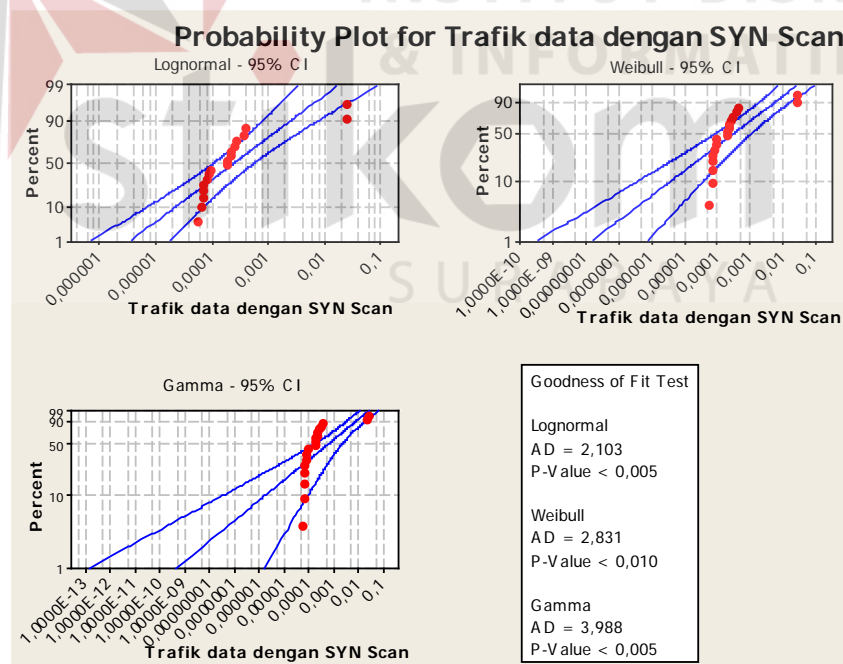 INSTITUT BISNIS
& INFORMATIKA
stikom
SURABAYA
Probability Plot for Trafik data dengan SYN Scan
Lognormal - 95% CI
Percent
99
90
50
10
1
0,000001
0,00001
0,0001
0,001
0,01
0,1
Trafik data dengan SYN Scan
Weibull - 95% CI
Percent
90
50
10
1
1,0000E-10
1,0000E-09
0,00000001
0,0000001
0,000001
0,00001
0,0001
0,001
0,01
0,1
Trafik data dengan SYN Scan
Gamma - 95% CI
Percent
99
90
50
10
1
1,0000E-13
1,0000E-12
1,0000E-11
1,0000E-10
1,0000E-09
0,00000001
0,0000001
0,000001
0,00001
0,0001
0,001
0,01
0,1
Trafik data dengan SYN Scan
Goodness of Fit Test
Lognormal
AD = 2,103
P-Value < 0,005
Weibull
AD = 2,831
P-Value < 0,010
Gamma
AD = 3,988
P-Value < 0,005